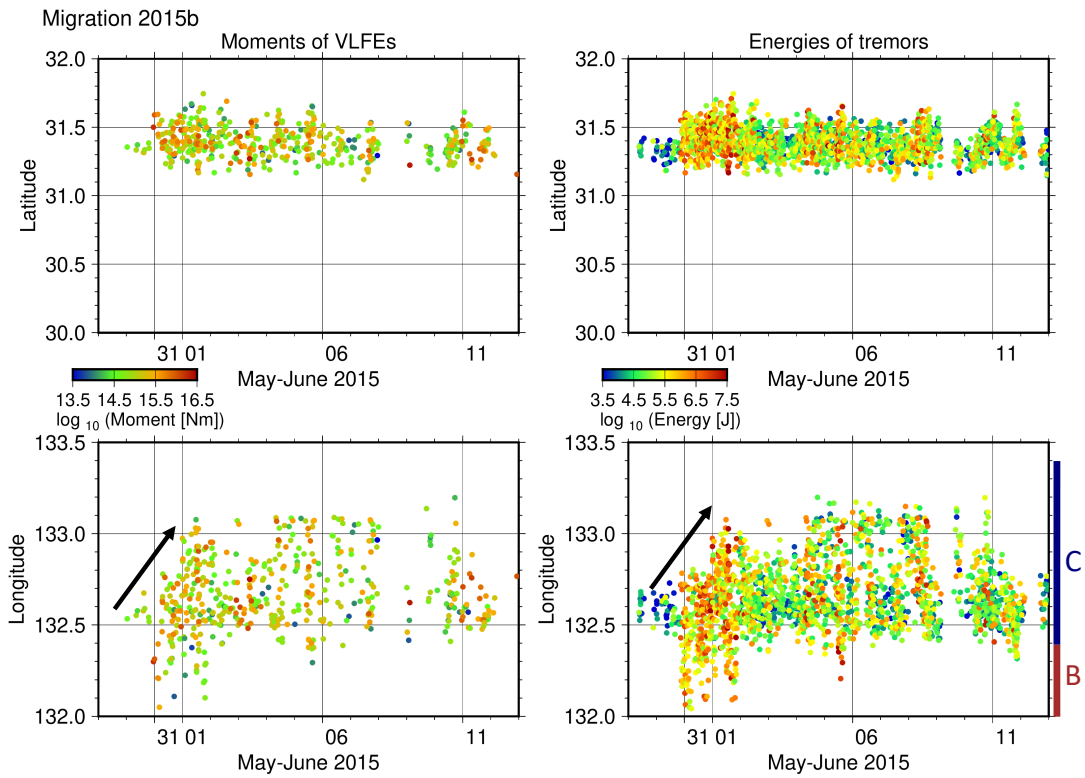 Migration 2015b
Moments of VLFEs
Energies of tremors
32.0
31.5
31.0
30.5
30.0
Latitude
31 01 06 11
May-June 2015
32.0
31.5
31.0
30.5
30.0
Latitude
31 01 06 11
May-June 2015
13.5 14.5 15.5 16.5
log 10 (Moment [Nm])
3.5 4.5 5.5 6.5 7.5
log 10 (Energy [J])
133.5
133.0
132.5
132.0
Longitude
31 01 06 11
May-June 2015
133.5
133.0
132.5
132.0
Longitude
31 01 06 11
May-June 2015
C
B